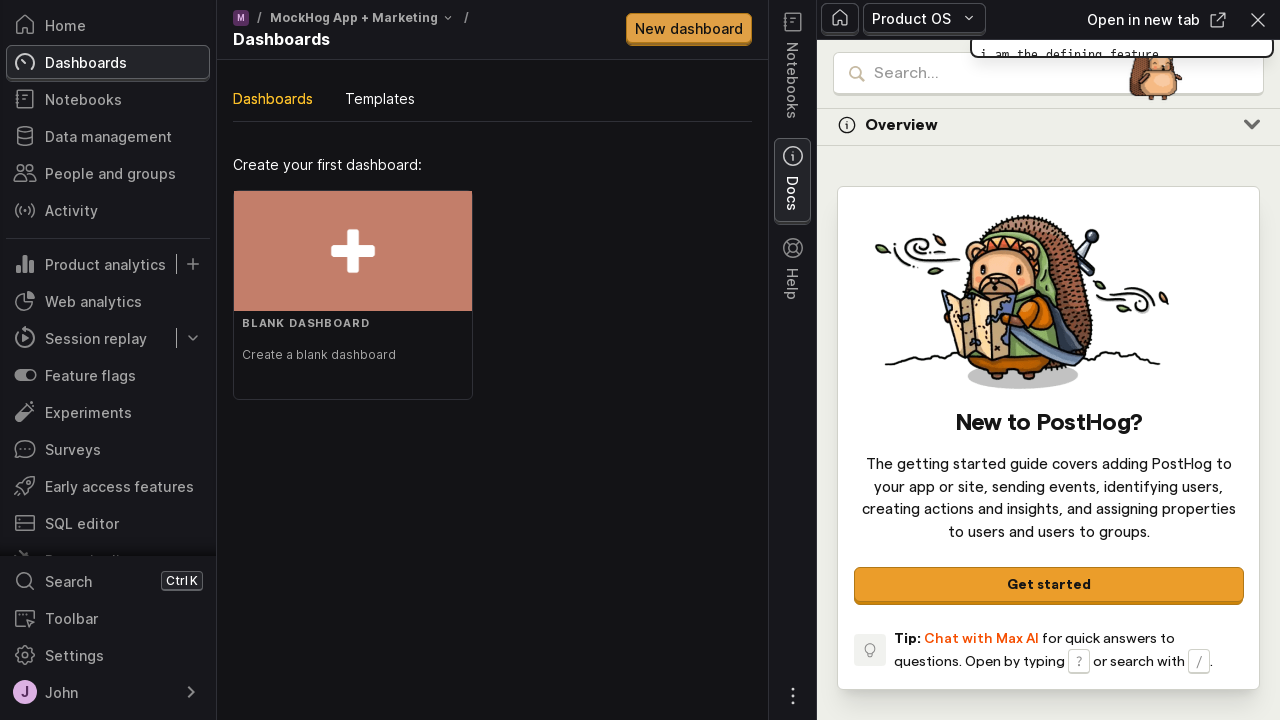 Home
Dashboards
Notebooks
Data management
People and groups
Activity
Product analytics
Web analytics
Session replay
Feature flags
Experiments
Surveys
Early access features
SQL editor
Search
Ctrl K
Toolbar
Settings
J John
M / MockHog App + Marketing /
Dashboards
New dashboard
Dashboards Templates
Create your first dashboard:
BLANK DASHBOARD
Create a blank dashboard
Notebooks
Docs
Help
Product OS
Open in new tab
i am the defining feature
Search...
Overview
New to PostHog?
The getting started guide covers adding PostHog to
your app or site, sending events, identifying users,
creating actions and insights, and assigning properties
to users and users to groups.
Get started
Tip: Chat with Max AI for quick answers to
questions. Open by typing ? or search with /.